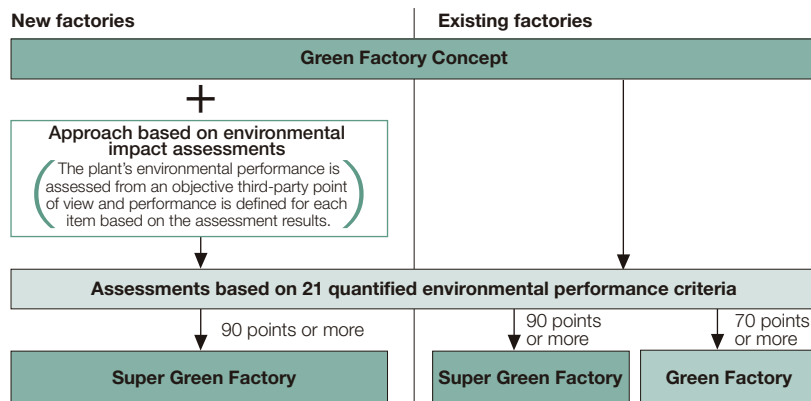 New factories
Existing factories
Green Factory Concept
+
Approach based on environmental
impact assessments
(The plant's environmental performance is
assessed from an objective third-party point
of view and performance is defined for each
item based on the assessment results.)
Assessments based on 21 quantified environmental performance criteria
90 points or more
90 points
or more
70 points
or more
Super Green Factory
Super Green Factory
Green Factory